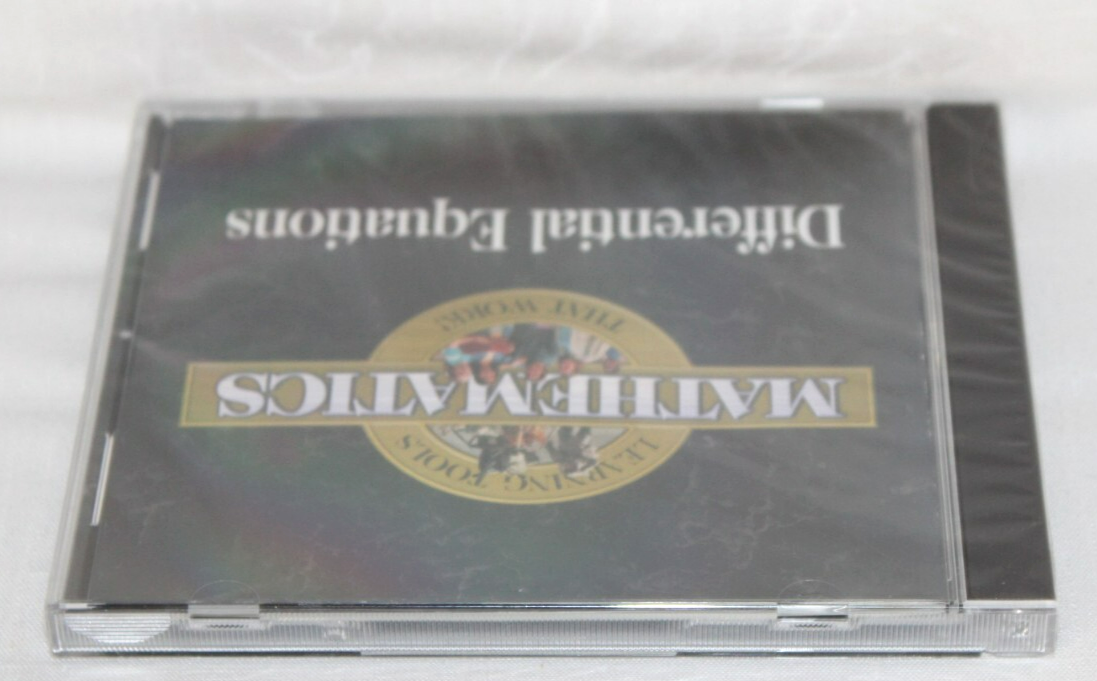 LEARNING TOOLS
MATHEMATICS
THAT WORK!
Differential Equations